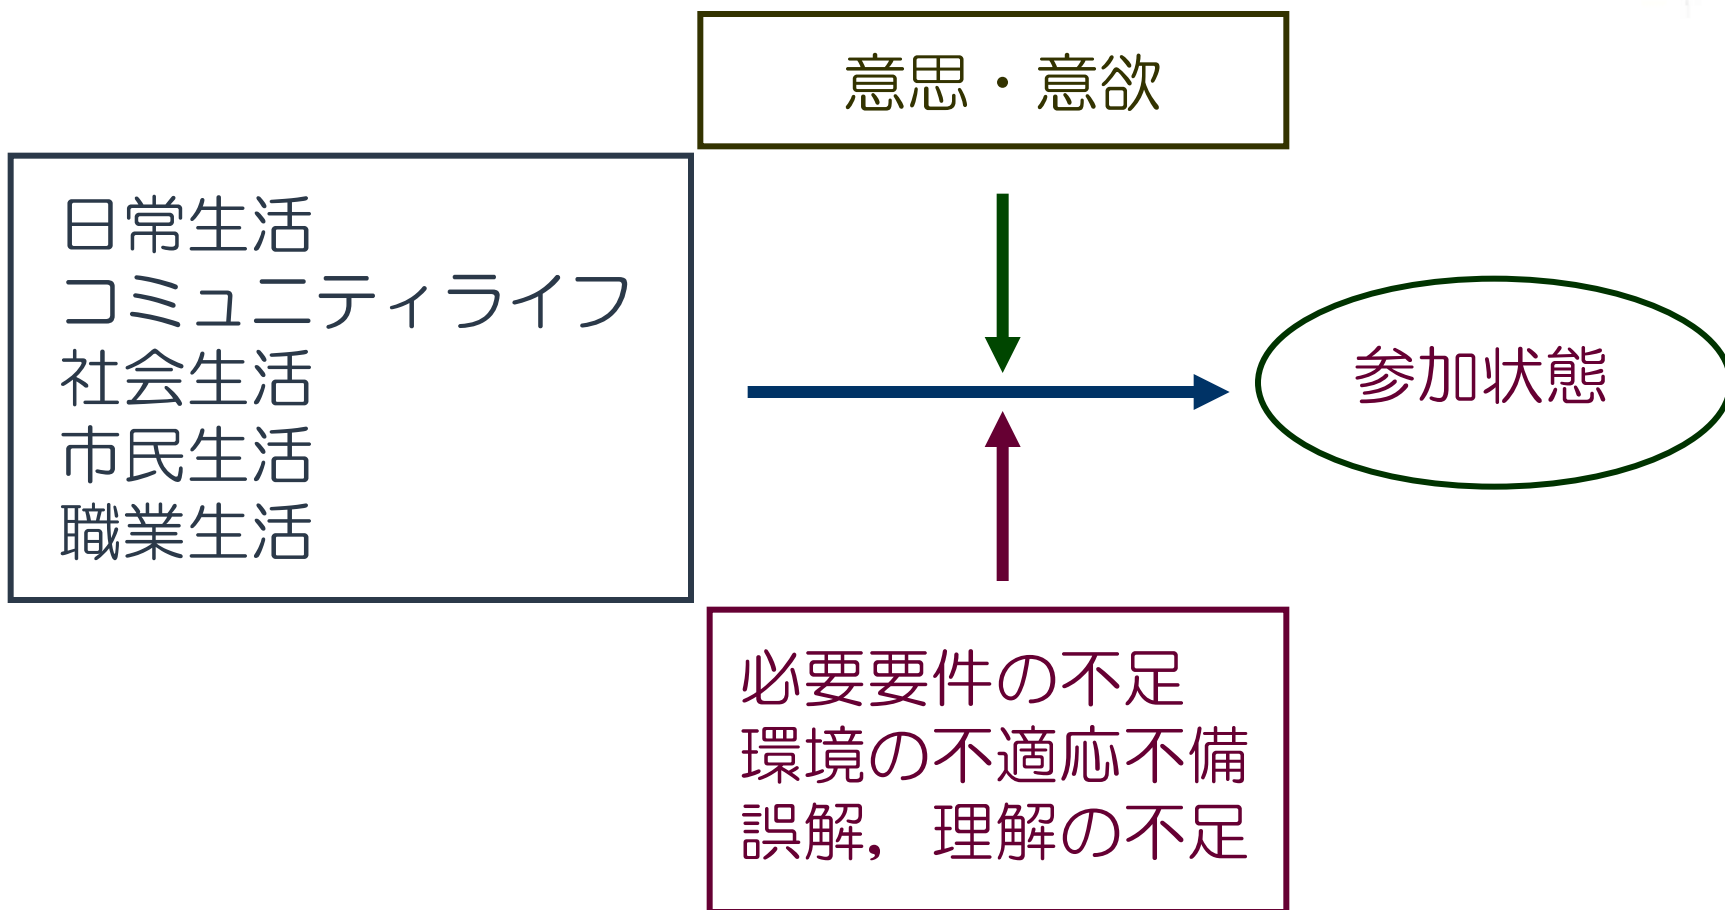 意思・意欲
日常生活
コミュニティライフ
社会生活
市民生活
職業生活
参加状態
必要要件の不足
環境の不適応不備
誤解，理解の不足